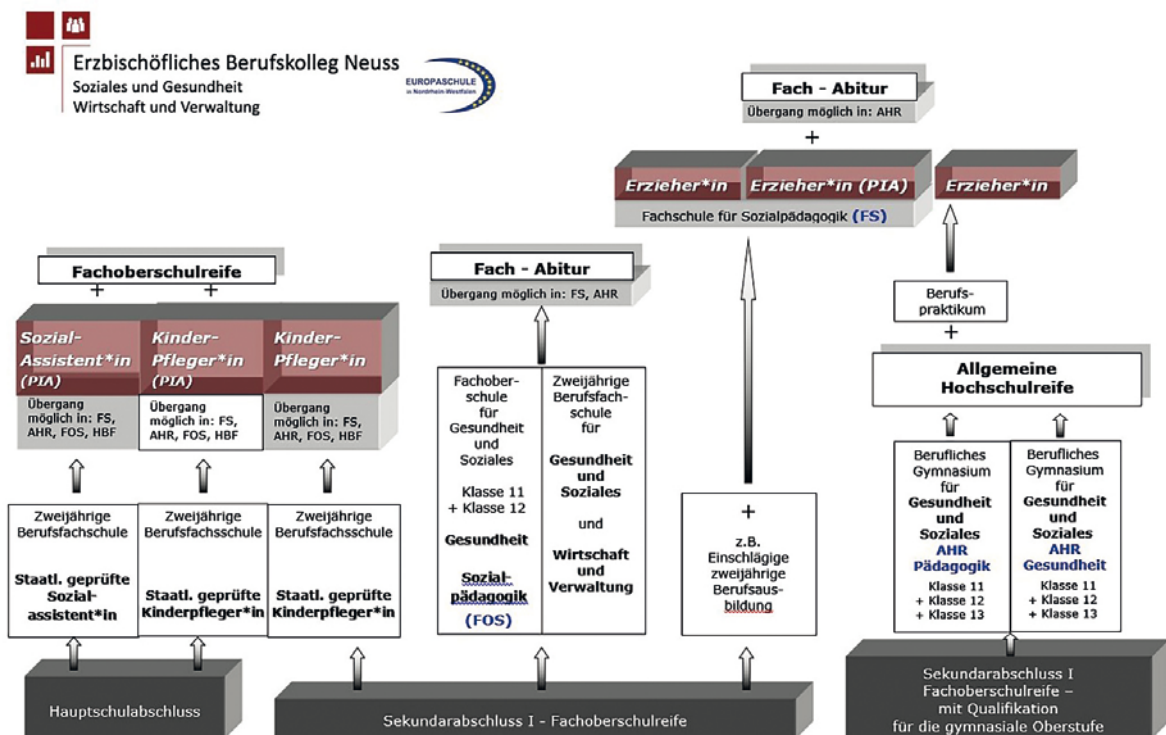 Erzbischöfliches Berufskolleg Neuss
Soziales und Gesundheit
Wirtschaft und Verwaltung
EUROPASCHULE
in Nordrhein-Westfalen
Fach - Abitur
Übergang möglich in: AHR
+
Erzieher*in
Erzieher*in (PIA)
Erzieher*in
Fachschule für Sozialpädagogik (FS)
Fachoberschulreife
+
+
Sozial-
Assistent*in
(PIA)
Übergang
möglich in: FS,
AHR, FOS, HBF
Kinder-
Pfleger*in
(PIA)
Übergang
möglich in: FS,
AHR, FOS, HBF
Kinder-
Pfleger*in
Übergang
möglich in: FS,
AHR, FOS, HBF
Zweijährige
Berufsfachschule
Staatl. geprüfte
Sozial-
assistent*in
Zweijährige
Berufsfachsschule
Staatl. geprüfte
Kinderpfleger*in
Zweijährige
Berufsfachsschule
Staatl. geprüfte
Kinderpfleger*in
Hauptschulabschluss
Fach - Abitur
Übergang möglich in: FS, AHR
Fachober-
schule
für
Gesundheit
und
Soziales
Klasse 11
+ Klasse 12
Gesundheit
Sozial-
pädagogik
(FOS)
Zweijährige
Berufsfach-
schule
für
Gesundheit
und
Soziales
und
Wirtschaft
und
Verwaltung
+
z.B.
Einschlägige
zweijährige
Berufsaus-
bildung
Sekundarabschluss I - Fachoberschulreife
Berufs-
praktikum
+
Allgemeine
Hochschulreife
Berufliches
Gymnasium
für
Gesundheit
und
Soziales
AHR
Pädagogik
Klasse 11
+ Klasse 12
+ Klasse 13
Berufliches
Gymnasium
für
Gesundheit
und
Soziales
AHR
Gesundheit
Klasse 11
+ Klasse 12
+ Klasse 13
Sekundarabschluss I
Fachoberschulreife –
mit Qualifikation
für die gymnasiale Oberstufe